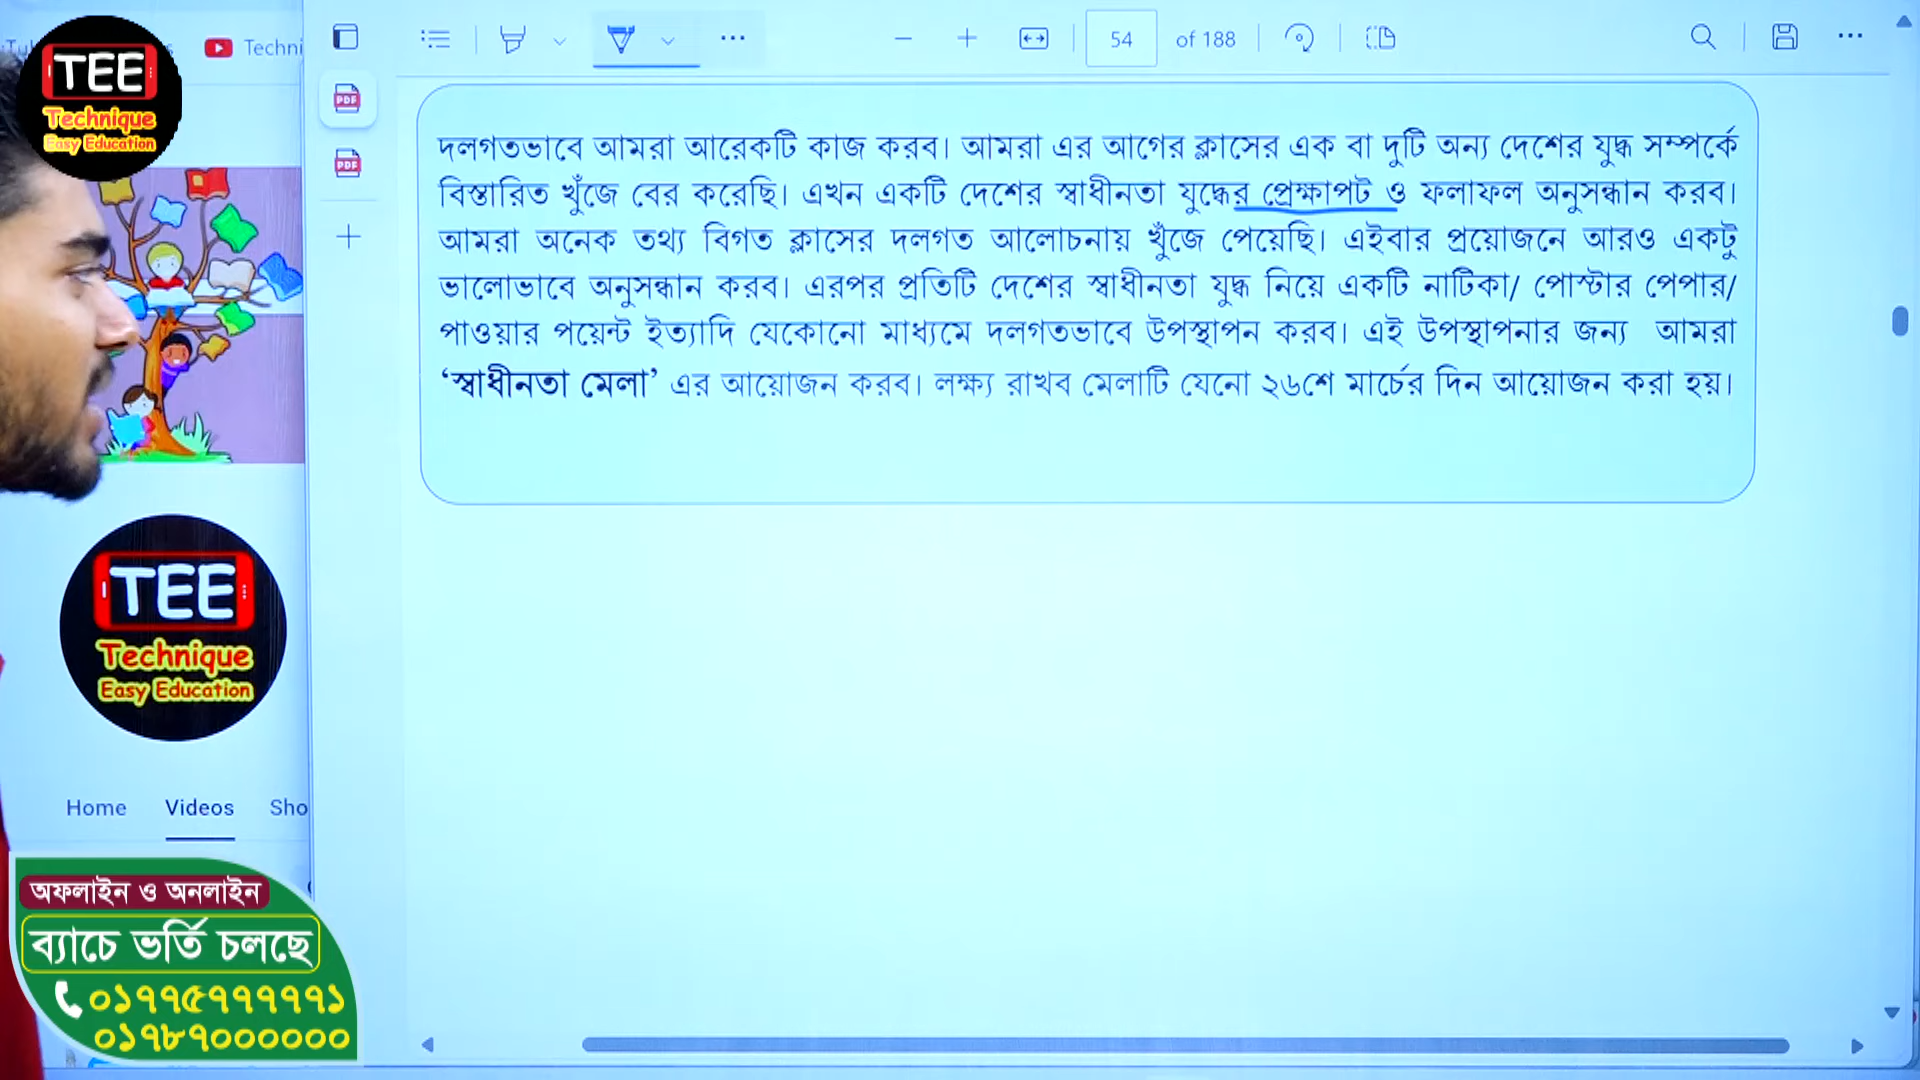 TEE
Technique
Easy Education
Techni
54 of 188
PDF
PDF
দলগতভাবে আমরা আরেকটি কাজ করব। আমরা এর আগের ক্লাসের এক বা দুটি অন্য দেশের যুদ্ধ সম্পর্কে
বিস্তারিত খুঁজে বের করেছি। এখন একটি দেশের স্বাধীনতা যুদ্ধের প্রেক্ষাপট ও ফলাফল অনুসন্ধান করব।
আমরা অনেক তথ্য বিগত ক্লাসের দলগত আলোচনায় খুঁজে পেয়েছি। এইবার প্রয়োজনে আরও একটু
ভালোভাবে অনুসন্ধান করব। এরপর প্রতিটি দেশের স্বাধীনতা যুদ্ধ নিয়ে একটি নাটিকা/ পোস্টার পেপার/
পাওয়ার পয়েন্ট ইত্যাদি যেকোনো মাধ্যমে দলগতভাবে উপস্থাপন করব। এই উপস্থাপনার জন্য আমরা
‘স্বাধীনতা মেলা’ এর আয়োজন করব। লক্ষ্য রাখব মেলাটি যেনো ২৬শে মার্চের দিন আয়োজন করা হয়।
TEE
Technique
Easy Education
Home Videos Sho
অফলাইন ও অনলাইন
ব্যাচে ভর্তি চলছে
০১৭৭৫৭৭৭৭৭১
০১৭৮৭০০০০০০